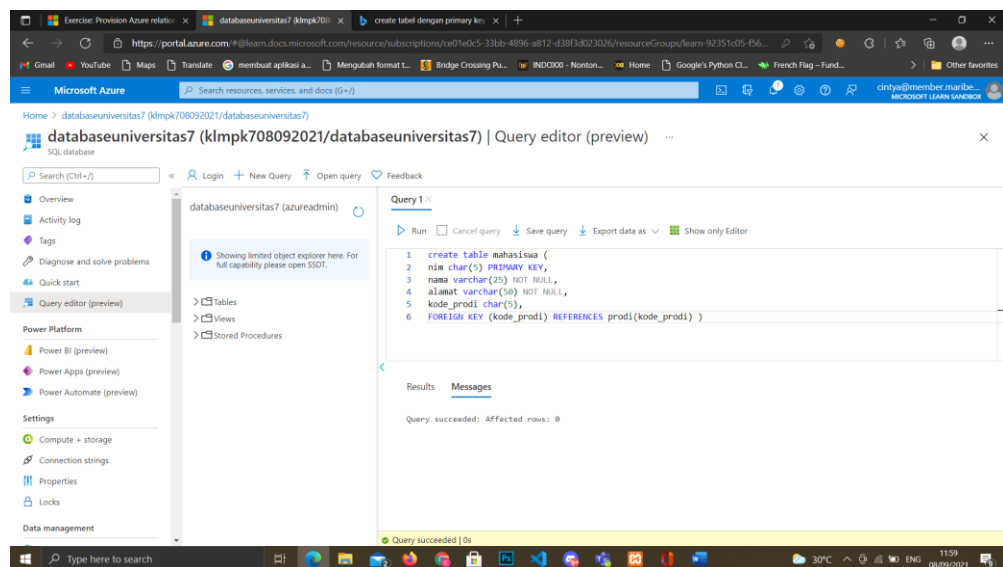 Exercise: Provision Azure relation
databaseuniversitas7 (klmpk708
create tabel dengan primary key
https://portal.azure.com/#@learn.docs.microsoft.com/resource/subscriptions/ce01e0c5-33bb-4896-a812-d38f3d023026/resourceGroups/learn-92351c05-f56...
Gmail YouTube Maps Translate membuat aplikasi a... Mengubah format t... Bridge Crossing Pu... INDOXXI - Nonton... Home Google's Python Cl... French Flag – Fund... Other favorites
Microsoft Azure
Search resources, services, and docs (G+/)
cintya@member.maribe...
MICROSOFT LEARN SANDBOX
Home > databaseuniversitas7 (klmpk708092021/databaseuniversitas7)
databaseuniversitas7 (klmpk708092021/databaseuniversitas7) | Query editor (preview) ...
SQL database
Search (Ctrl+/)
Overview
Activity log
Tags
Diagnose and solve problems
Quick start
Query editor (preview)
Power Platform
Power BI (preview)
Power Apps (preview)
Power Automate (preview)
Settings
Compute + storage
Connection strings
Properties
Locks
Data management
Login New Query Open query Feedback
databaseuniversitas7 (azureadmin)
Showing limited object explorer here. For
full capability please open SSDT.
Tables
Views
Stored Procedures
Query 1
Run Cancel query Save query Export data as Show only Editor
1 create table mahasiswa (
2 nim char(5) PRIMARY KEY,
3 nama varchar(25) NOT NULL,
4 alamat varchar(50) NOT NULL,
5 kode_prodi char(5),
6 FOREIGN KEY (kode_prodi) REFERENCES prodi(kode_prodi) )
Results Messages
Query succeeded: Affected rows: 0
Query succeeded | 0s
Type here to search
30°C
ENG
11:59
08/09/2021